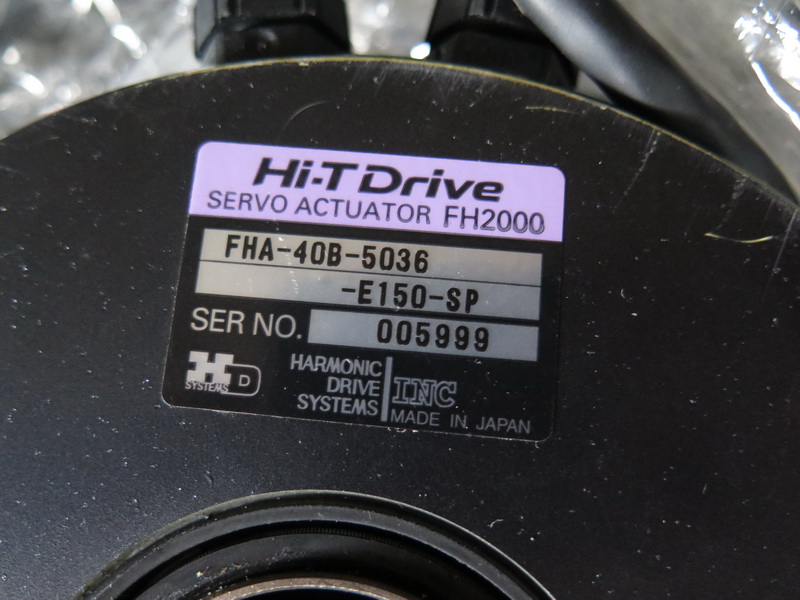 Hi-T Drive
SERVO ACTUATOR FH2000
FHA-40B-5036
-E150-SP
SER NO. 005999
H D
SYSTEMS
HARMONIC
DRIVE
SYSTEMS
INC
MADE IN JAPAN